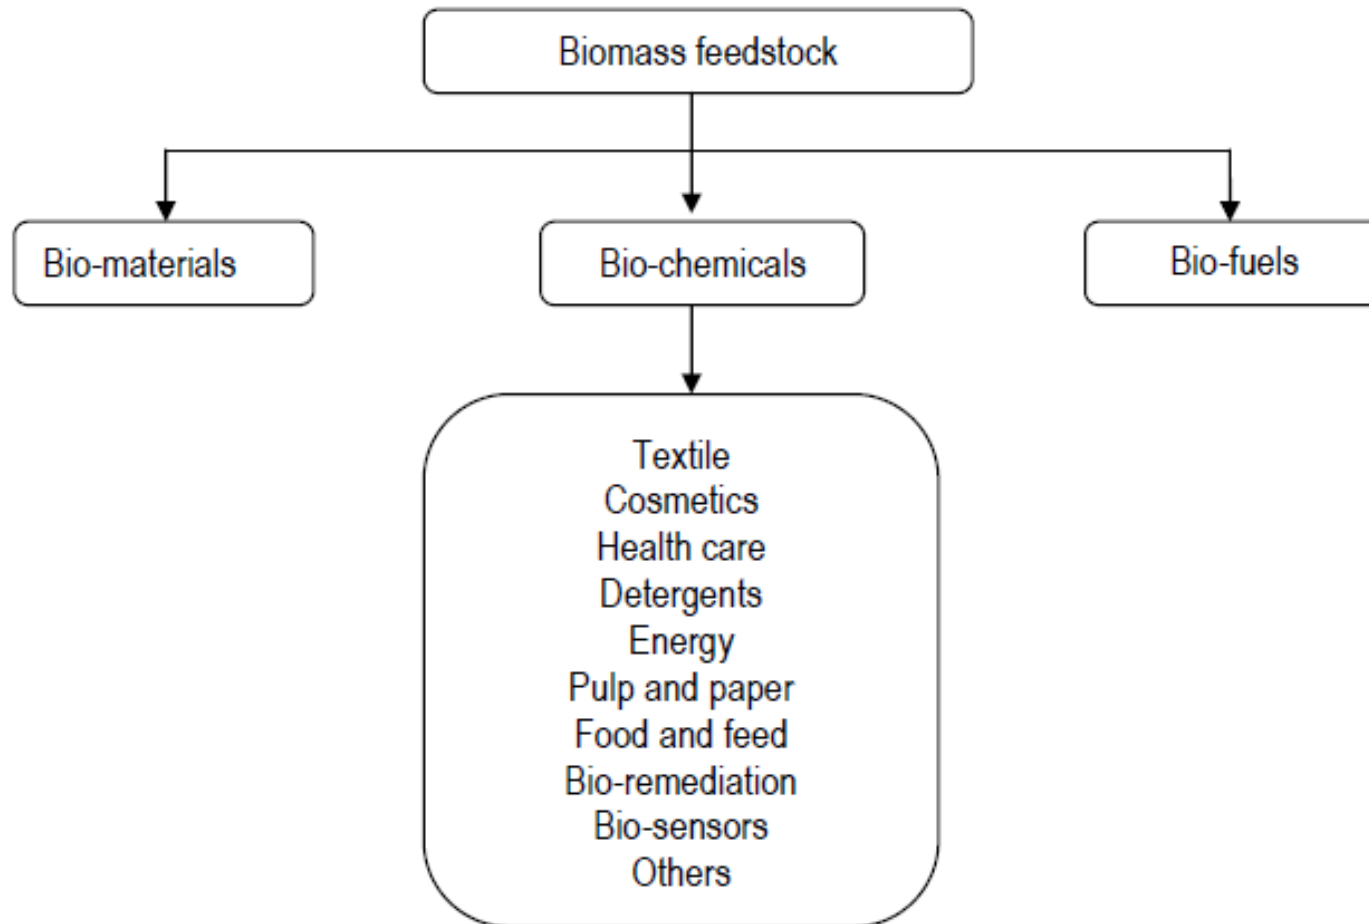 Biomass feedstock
Bio-materials
Bio-chemicals
Bio-fuels
Textile
Cosmetics
Health care
Detergents
Energy
Pulp and paper
Food and feed
Bio-remediation
Bio-sensors
Others